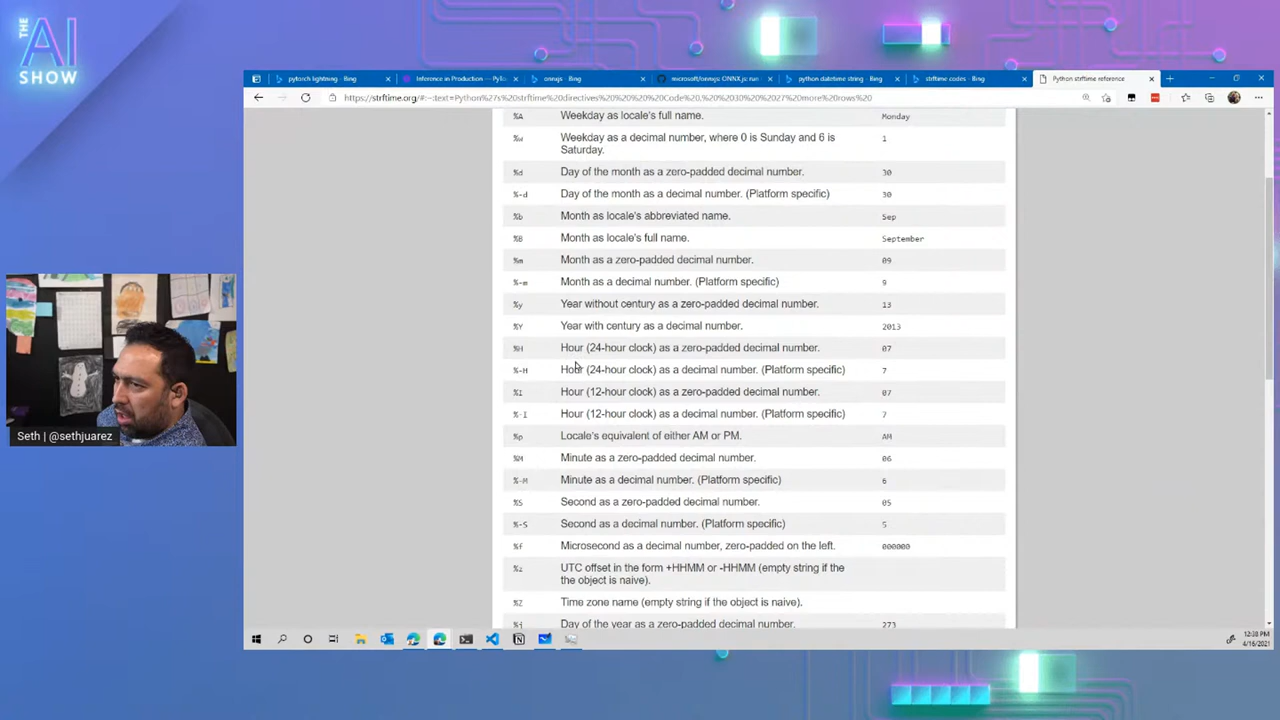 THE
AI
SHOW
pytorch lightning - Bing
Inference in Production — PyTo
onnxjs - Bing
microsoft/onnxjs: ONNX.js: run
python datetime string - Bing
strftime codes - Bing
Python strftime reference
https://strftime.org/#:~:text=Python%27s%20strftime%20directives%20%20%20%20Code%20,%20%2030%20%2027%20more%20rows%20
%A Weekday as locale's full name. Monday
%w Weekday as a decimal number, where 0 is Sunday and 6 is 1
Saturday.
%d Day of the month as a zero-padded decimal number. 30
%-d Day of the month as a decimal number. (Platform specific) 30
%b Month as locale's abbreviated name. Sep
%B Month as locale's full name. September
%m Month as a zero-padded decimal number. 09
%-m Month as a decimal number. (Platform specific) 9
%y Year without century as a zero-padded decimal number. 13
%Y Year with century as a decimal number. 2013
%H Hour (24-hour clock) as a zero-padded decimal number. 07
%-H Hour (24-hour clock) as a decimal number. (Platform specific) 7
%I Hour (12-hour clock) as a zero-padded decimal number. 07
%-I Hour (12-hour clock) as a decimal number. (Platform specific) 7
%p Locale's equivalent of either AM or PM. AM
%M Minute as a zero-padded decimal number. 06
%-M Minute as a decimal number. (Platform specific) 6
%S Second as a zero-padded decimal number. 05
%-S Second as a decimal number. (Platform specific) 5
%f Microsecond as a decimal number, zero-padded on the left. 000000
%z UTC offset in the form +HHMM or -HHMM (empty string if the
the object is naive).
%Z Time zone name (empty string if the object is naive).
%j Day of the year as a zero-padded decimal number. 273
Seth | @sethjuarez
12:38 PM
4/16/2021